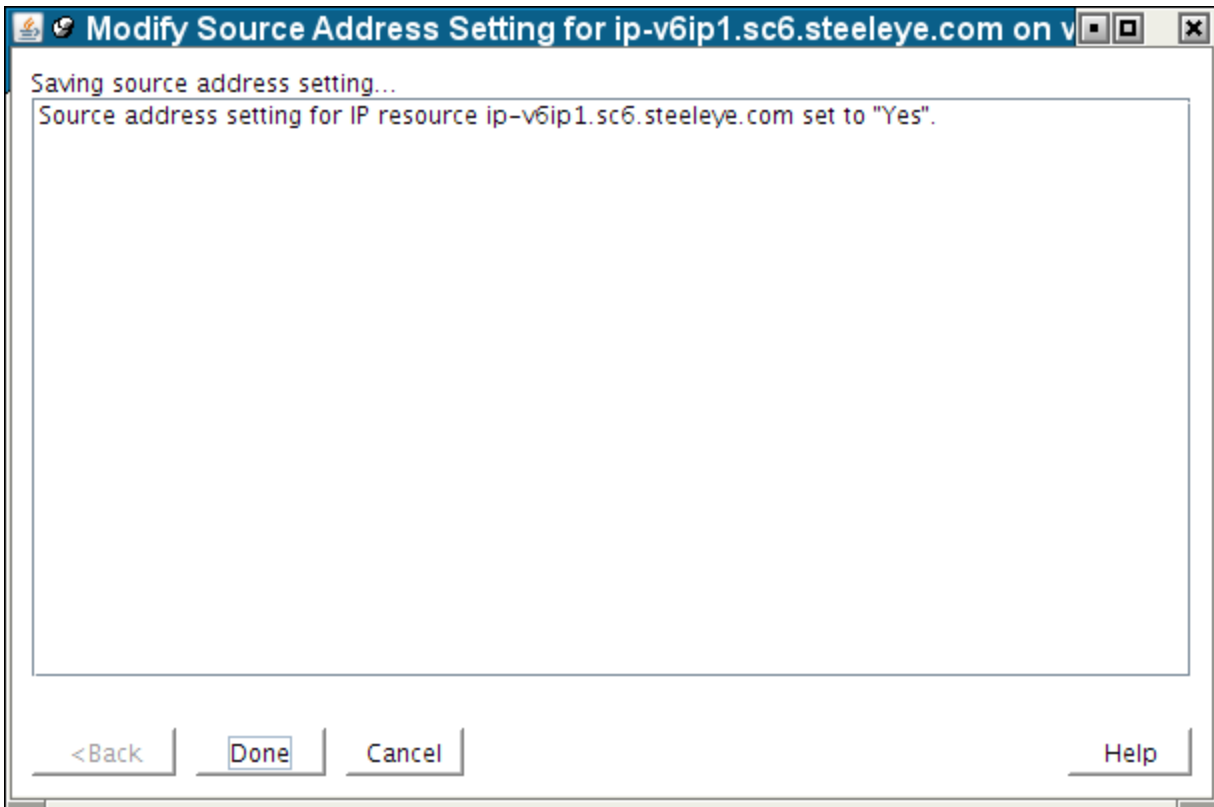 Modify Source Address Setting for ip-v6ip1.sc6.steeleye.com on v
Saving source address setting...
Source address setting for IP resource ip-v6ip1.sc6.steeleye.com set to "Yes".
<Back Done Cancel Help